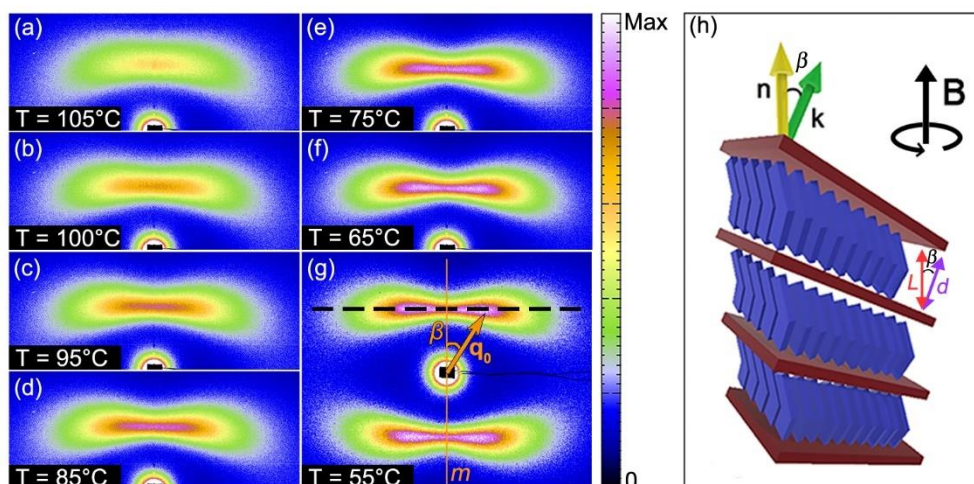 (a)
T = 105°C
(b)
T = 100°C
(c)
T = 95°C
(d)
T = 85°C
(e)
T = 75°C
(f)
T = 65°C
(g)
β
q₀
T = 55°C
m
Max
0
(h)
β
n
k
B
β
L
d